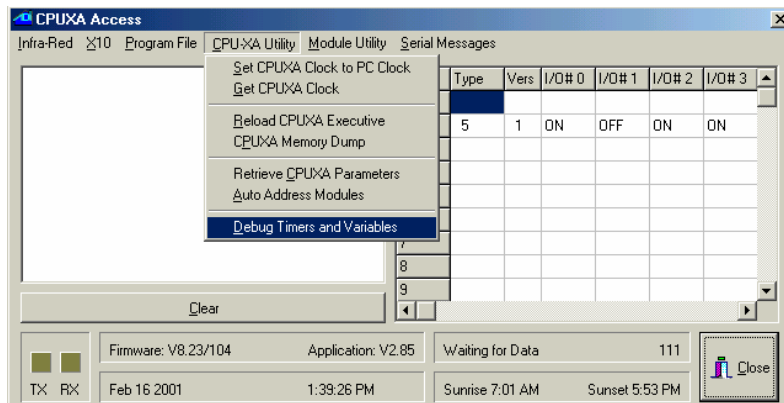 CPUXA Access
Infra-Red X10 Program File CPU-XA Utility Module Utility Serial Messages
Set CPUXA Clock to PC Clock
Get CPUXA Clock
Reload CPUXA Executive
CPUXA Memory Dump
Retrieve CPUXA Parameters
Auto Address Modules
Debug Timers and Variables
Type Vers I/O# 0 I/O# 1 I/O# 2 I/O# 3
5 1 ON OFF ON ON
7
8
9
Clear
TX RX
Firmware: V8.23/104 Application: V2.85
Feb 16 2001 1:39:26 PM
Waiting for Data 111
Sunrise 7:01 AM Sunset 5:53 PM
Close